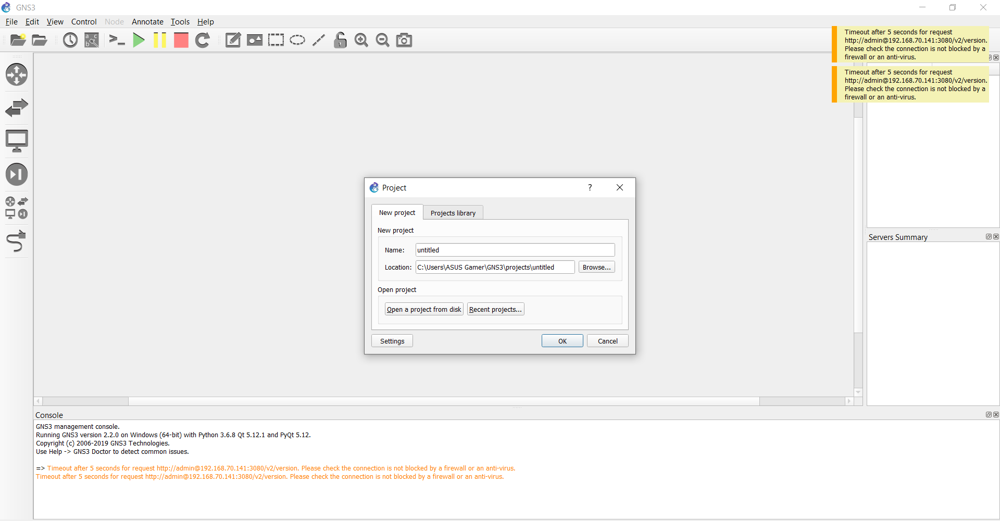 GNS3
File Edit View Control Node Annotate Tools Help
Timeout after 5 seconds for request
http://admin@192.168.70.141:3080/v2/version.
Please check the connection is not blocked by a
firewall or an anti-virus.
Timeout after 5 seconds for request
http://admin@192.168.70.141:3080/v2/version.
Please check the connection is not blocked by a
firewall or an anti-virus.
Project
New project Projects library
New project
Name: untitled
Location: C:\Users\ASUS Gamer\GNS3\projects\untitled Browse...
Open project
Open a project from disk Recent projects...
Settings OK Cancel
Servers Summary
Console
GNS3 management console.
Running GNS3 version 2.2.0 on Windows (64-bit) with Python 3.6.8 Qt 5.12.1 and PyQt 5.12.
Copyright (c) 2006-2019 GNS3 Technologies.
Use Help -> GNS3 Doctor to detect common issues.
=> Timeout after 5 seconds for request http://admin@192.168.70.141:3080/v2/version. Please check the connection is not blocked by a firewall or an anti-virus.
Timeout after 5 seconds for request http://admin@192.168.70.141:3080/v2/version. Please check the connection is not blocked by a firewall or an anti-virus.